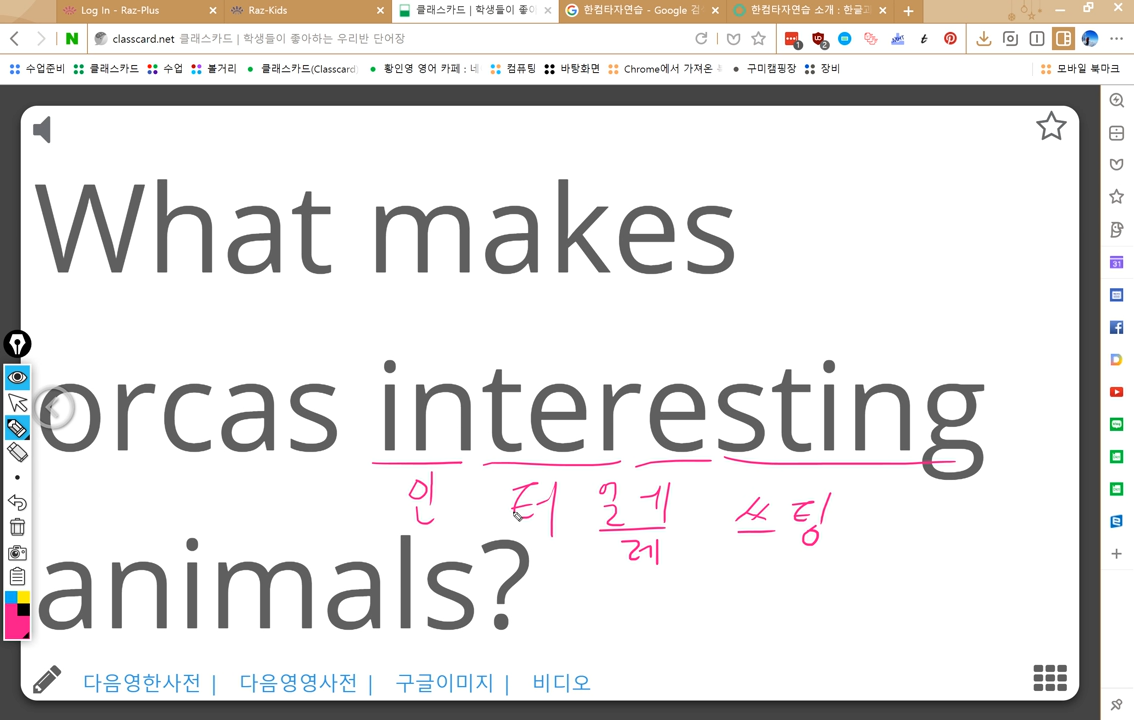 Log In - Raz-Plus
Raz-Kids
클래스카드 | 학생들이 좋아
한컴타자연습 - Google 검
한컴타자연습 소개 : 한글과
classcard.net 클래스카드 | 학생들이 좋아하는 우리반 단어장
수업준비 클래스카드 수업 볼거리 클래스카드(Classcard 황인영 영어 카페 : 네 컴퓨팅 바탕화면 Chrome에서 가져온 구미캠핑장 장비 모바일 북마크
What makes
orcas interesting
인 터 얼게 쓰팅
레
animals?
다음영한사전 | 다음영영사전 | 구글이미지 | 비디오